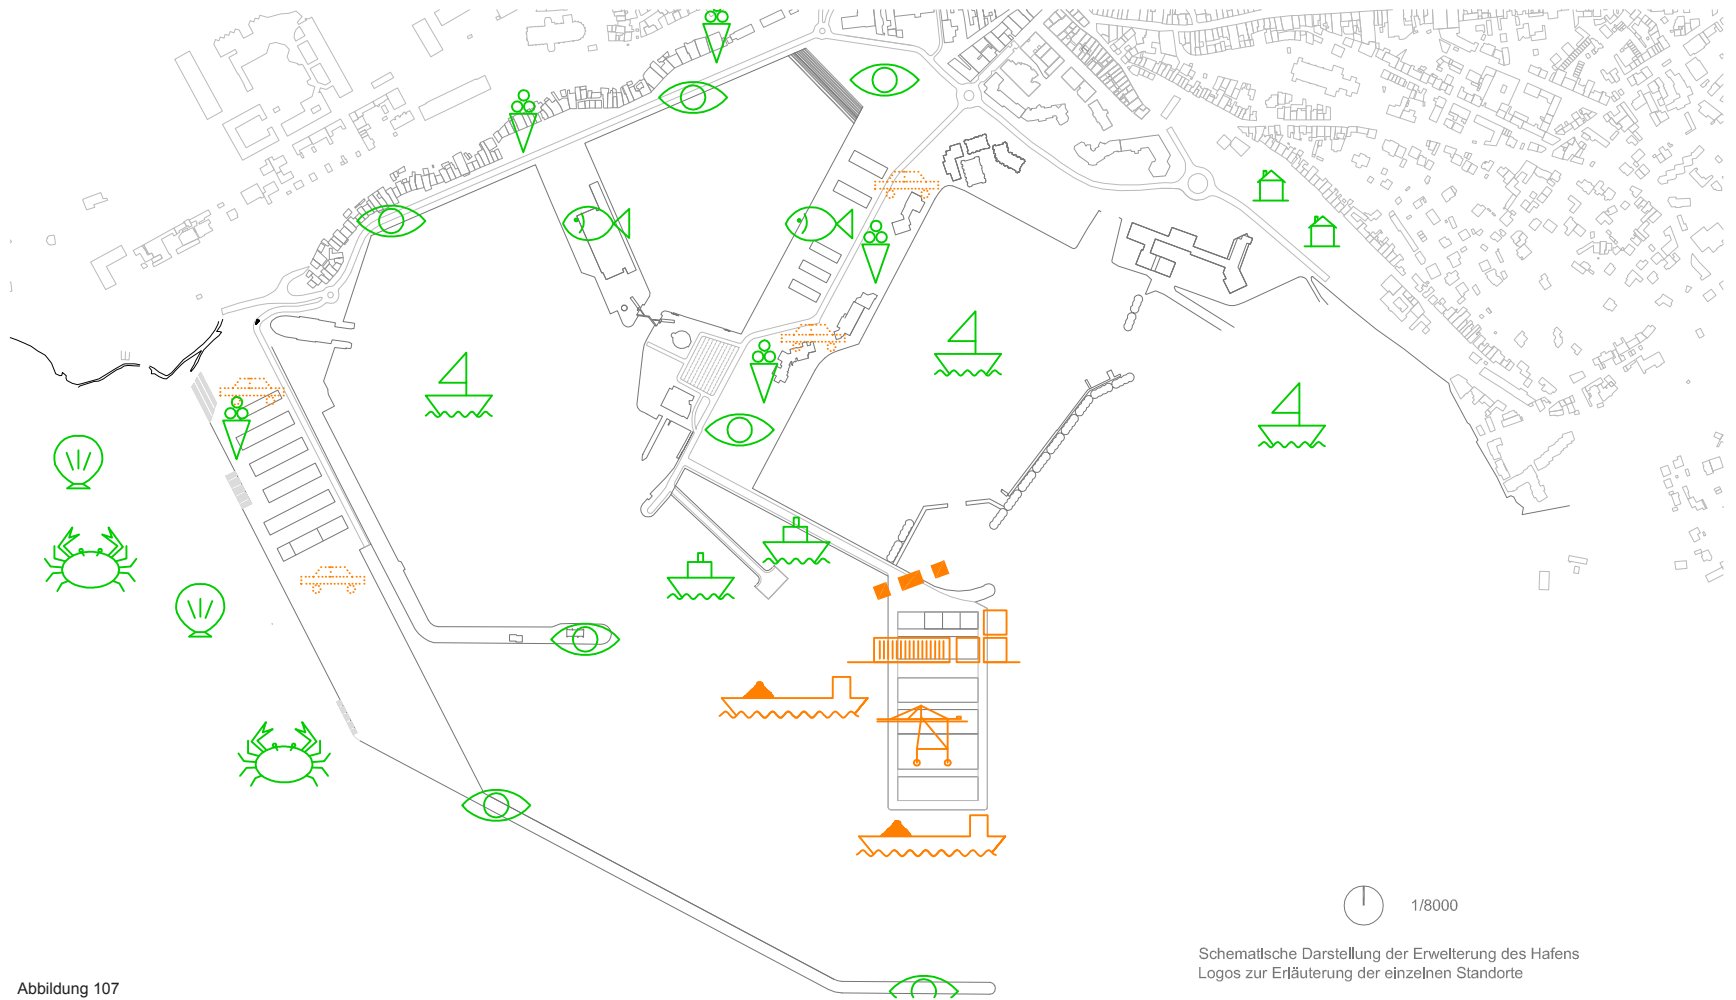 1/8000
Schematische Darstellung der Erweiterung des Hafens
Logos zur Erläuterung der einzelnen Standorte
Abbildung 107